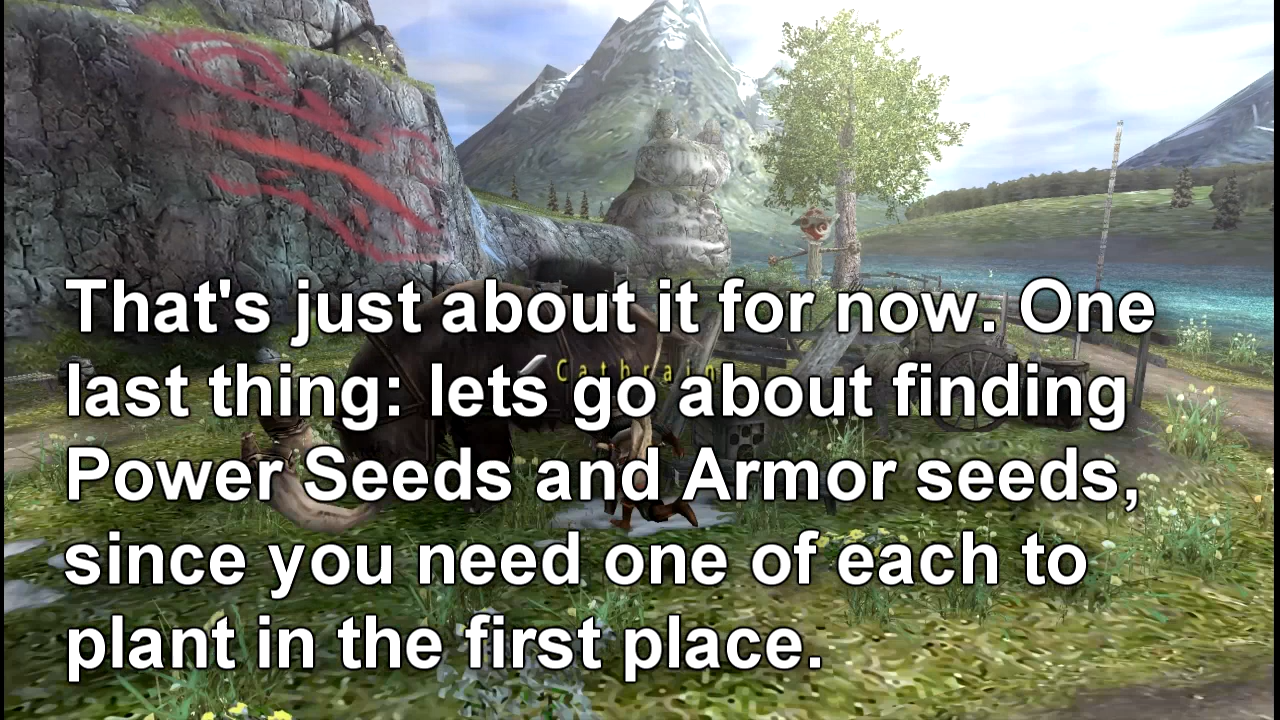 That's just about it for now. One
last thing: lets go about finding
Cathrain
Power Seeds and Armor seeds,
since you need one of each to
plant in the first place.